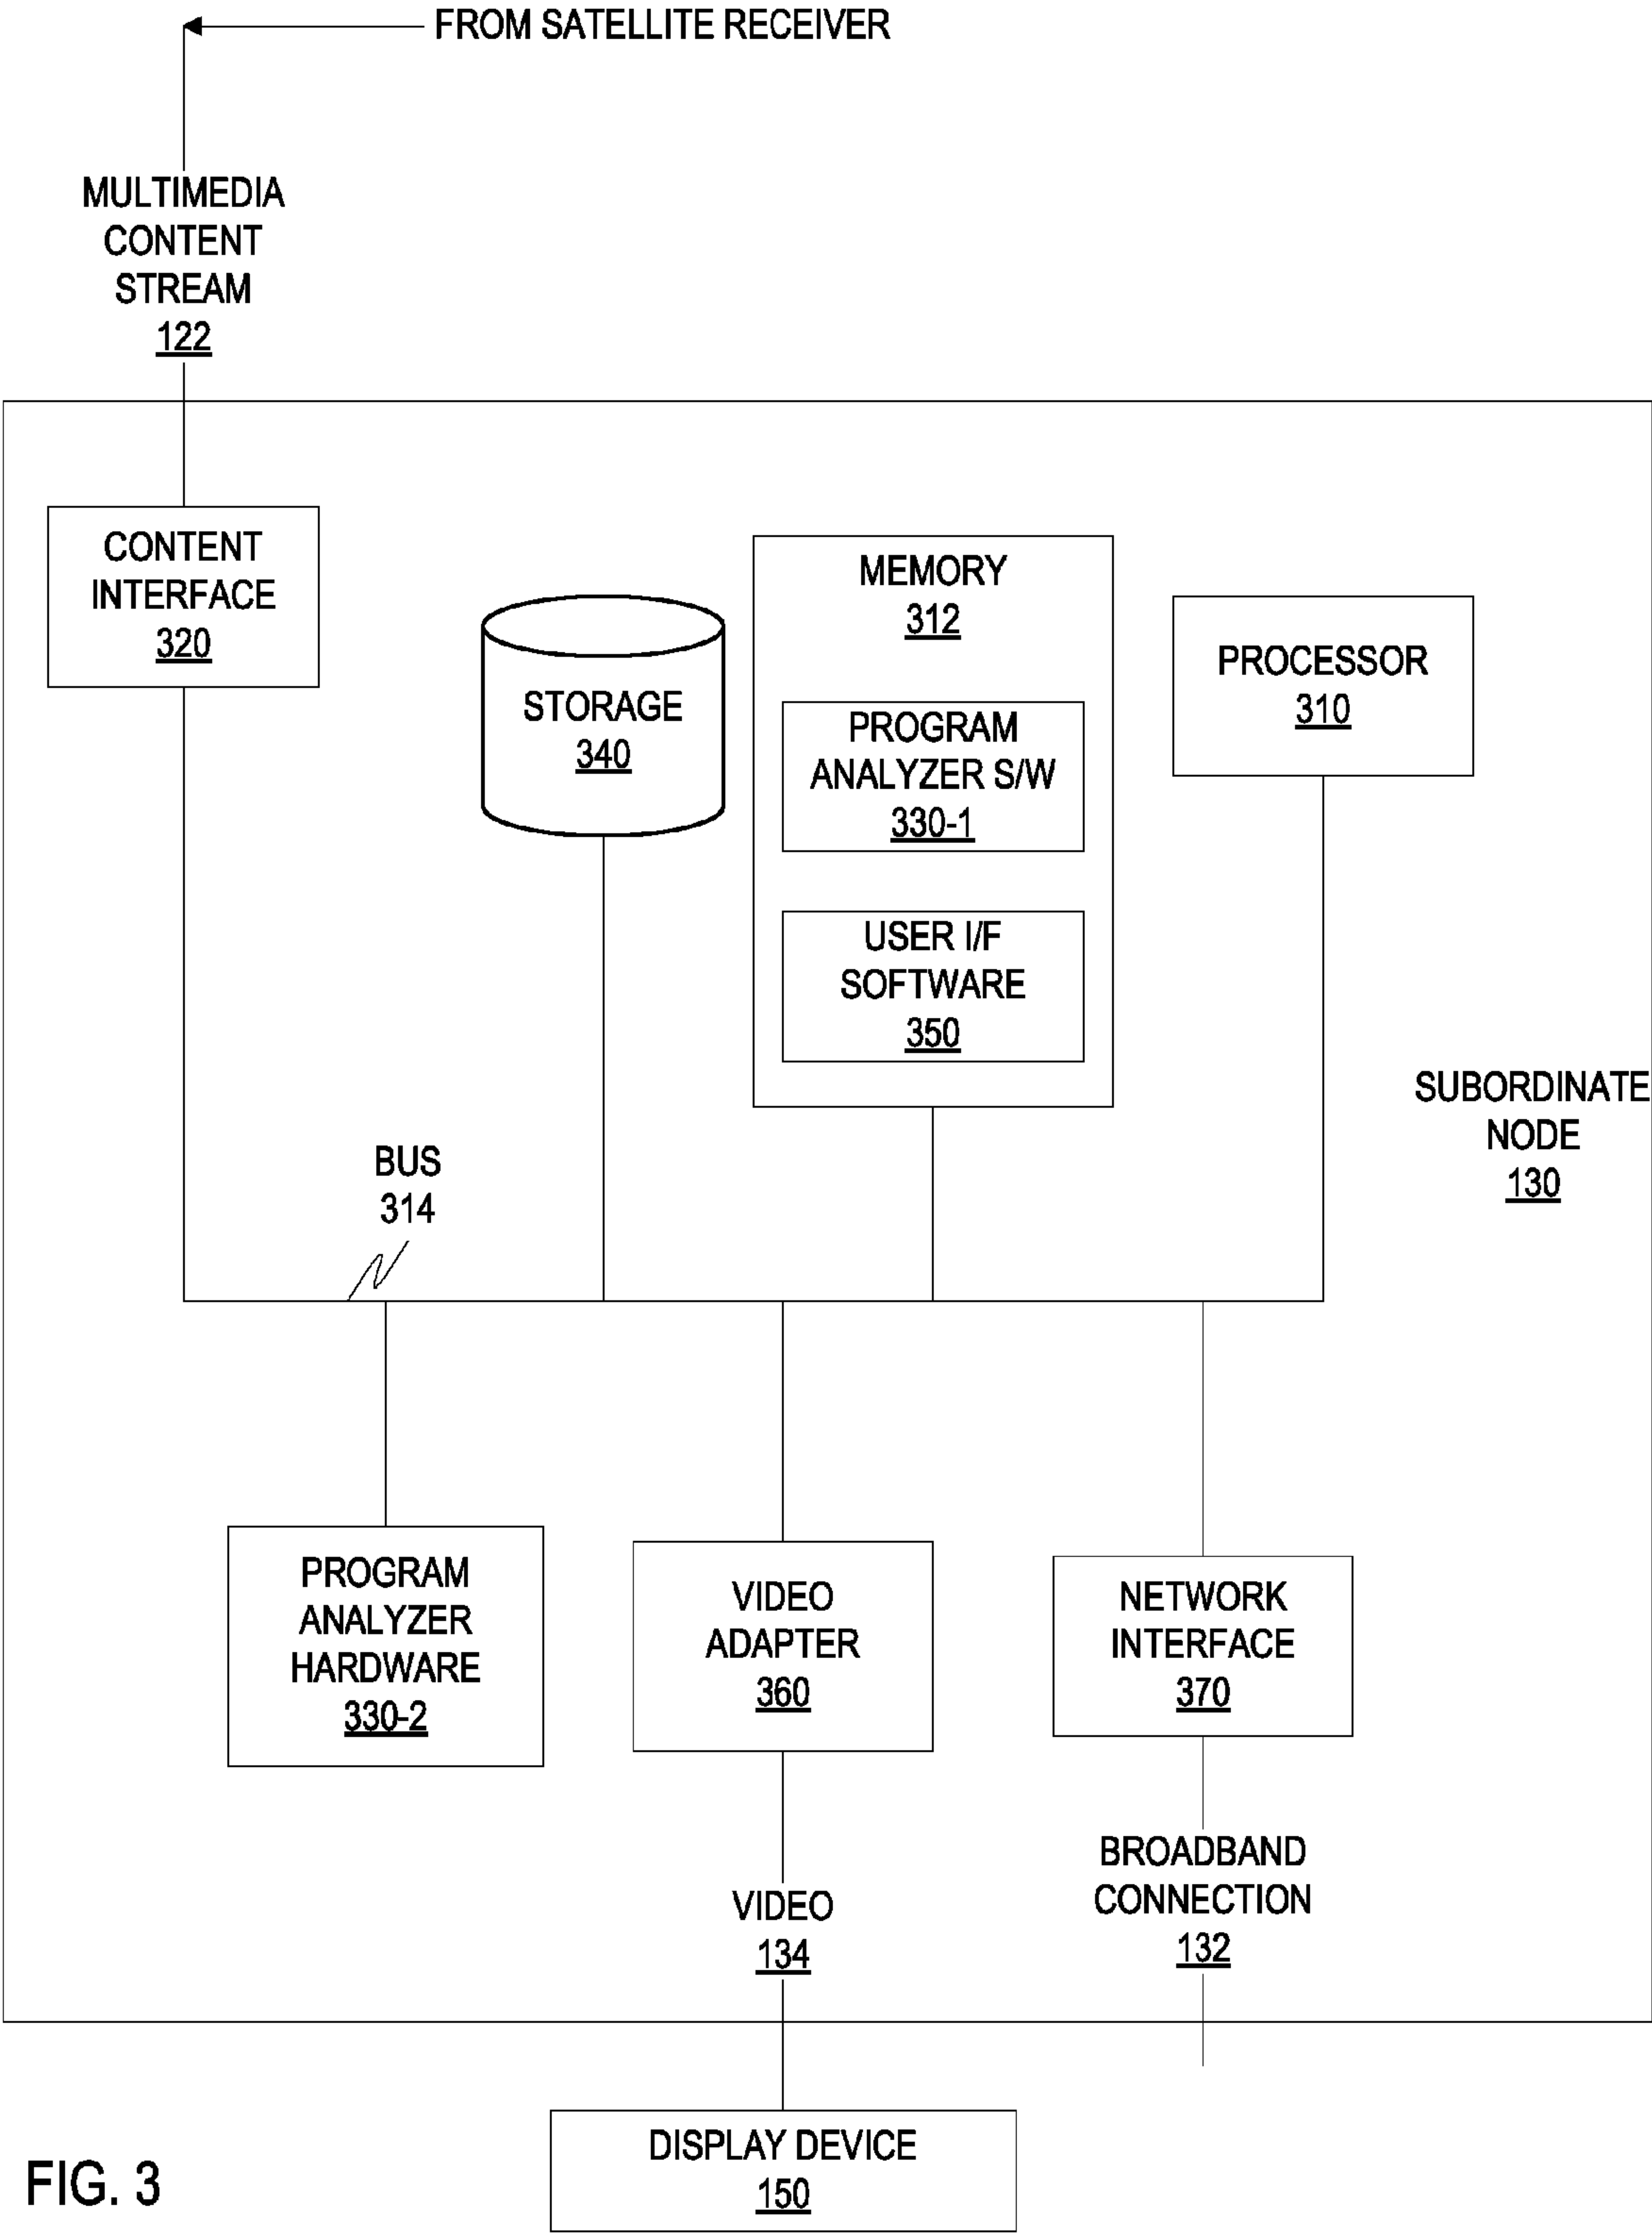 FROM SATELLITE RECEIVER
MULTIMEDIA
CONTENT
STREAM
122
CONTENT
INTERFACE
320
STORAGE
340
MEMORY
312
PROGRAM
ANALYZER S/W
330-1
USER I/F
SOFTWARE
350
PROCESSOR
310
SUBORDINATE
NODE
130
BUS
314
PROGRAM
ANALYZER
HARDWARE
330-2
VIDEO
ADAPTER
360
NETWORK
INTERFACE
370
VIDEO
134
BROADBAND
CONNECTION
132
DISPLAY DEVICE
150
FIG. 3